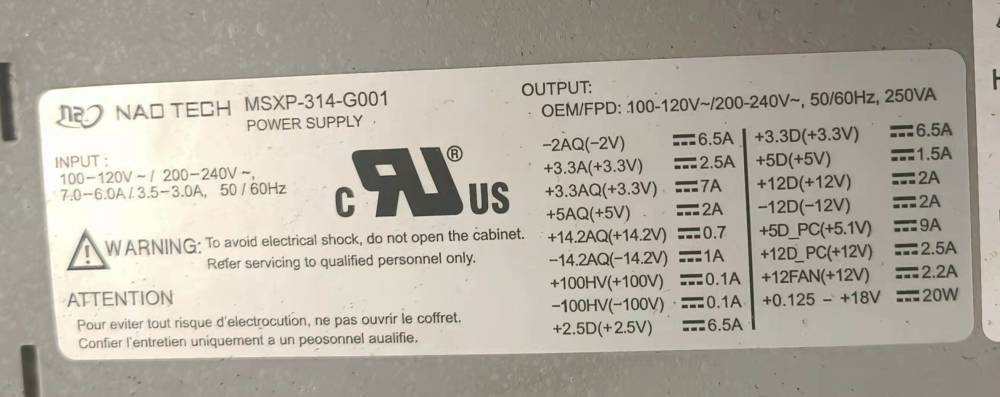 nao NAO TECH MSXP-314-G001
POWER SUPPLY
INPUT :
100-120V ~ / 200-240V ~,
7.0-6.0A / 3.5-3.0A, 50 / 60Hz
C RU ® US
WARNING: To avoid electrical shock, do not open the cabinet.
Refer servicing to qualified personnel only.
ATTENTION
Pour eviter tout risque d'electrocution, ne pas ouvrir le coffret.
Confier l'entretien uniquement a un peosonnel aualifie.
OUTPUT:
OEM/FPD: 100-120V~/200-240V~, 50/60Hz, 250VA
-2AQ(-2V) ⎓ 6.5A
+3.3A(+3.3V) ⎓ 2.5A
+3.3AQ(+3.3V) ⎓ 7A
+5AQ(+5V) ⎓ 2A
+14.2AQ(+14.2V) ⎓ 0.7
-14.2AQ(-14.2V) ⎓ 1A
+100HV(+100V) ⎓ 0.1A
-100HV(-100V) ⎓ 0.1A
+2.5D(+2.5V) ⎓ 6.5A
+3.3D(+3.3V) ⎓ 6.5A
+5D(+5V) ⎓ 1.5A
+12D(+12V) ⎓ 2A
-12D(-12V) ⎓ 2A
+5D_PC(+5.1V) ⎓ 9A
+12D_PC(+12V) ⎓ 2.5A
+12FAN(+12V) ⎓ 2.2A
+0.125 - +18V ⎓ 20W